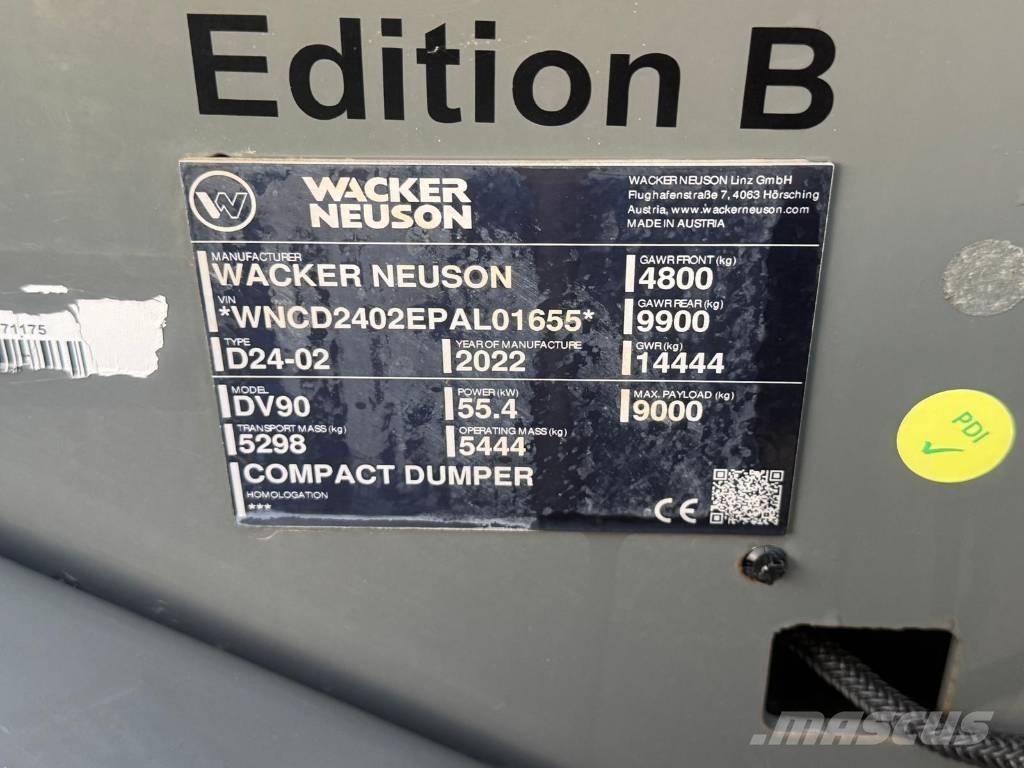 Edition B
W
WACKER
NEUSON
WACKER NEUSON Linz GmbH
Flughafenstraße 7, 4063 Hörsching
Austria, www.wackerneuson.com
MADE IN AUSTRIA
MANUFACTURER
WACKER NEUSON
GAWR FRONT (kg)
4800
VIN
*WNCD2402EPAL01655*
GAWR REAR (kg)
9900
TYPE
D24-02
YEAR OF MANUFACTURE
2022
GWR (kg)
14444
MODEL
DV90
POWER (kW)
55.4
MAX. PAYLOAD (kg)
9000
TRANSPORT MASS (kg)
5298
OPERATING MASS (kg)
5444
COMPACT DUMPER
HOMOLOGATION
***
CE
71175
PDI
MASCUS